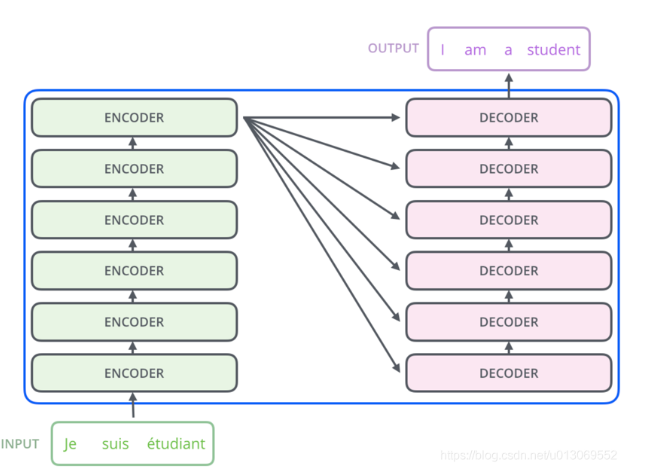 OUTPUT I am a student
ENCODER DECODER
ENCODER DECODER
ENCODER DECODER
ENCODER DECODER
ENCODER DECODER
ENCODER DECODER
INPUT Je suis étudiant
https://blog.csdn.net/u013069552